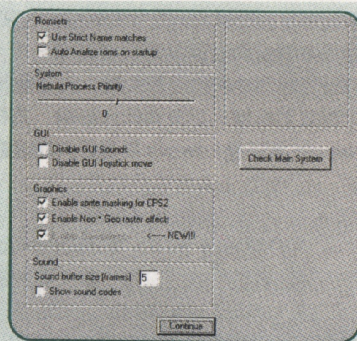 Romsets
Use Strict Name matches
Auto Analize roms on startup
System
Nebula Process Priority
0
GUI
Disable GUI Sounds
Disable GUI Joystick move
Check Main System
Graphics
Enable sprite masking for CPS2
Enable Neo*Geo raster effects
Enable <---- NEW!!!
Sound
Sound buffer size (frames) 5
Show sound codes
Continue